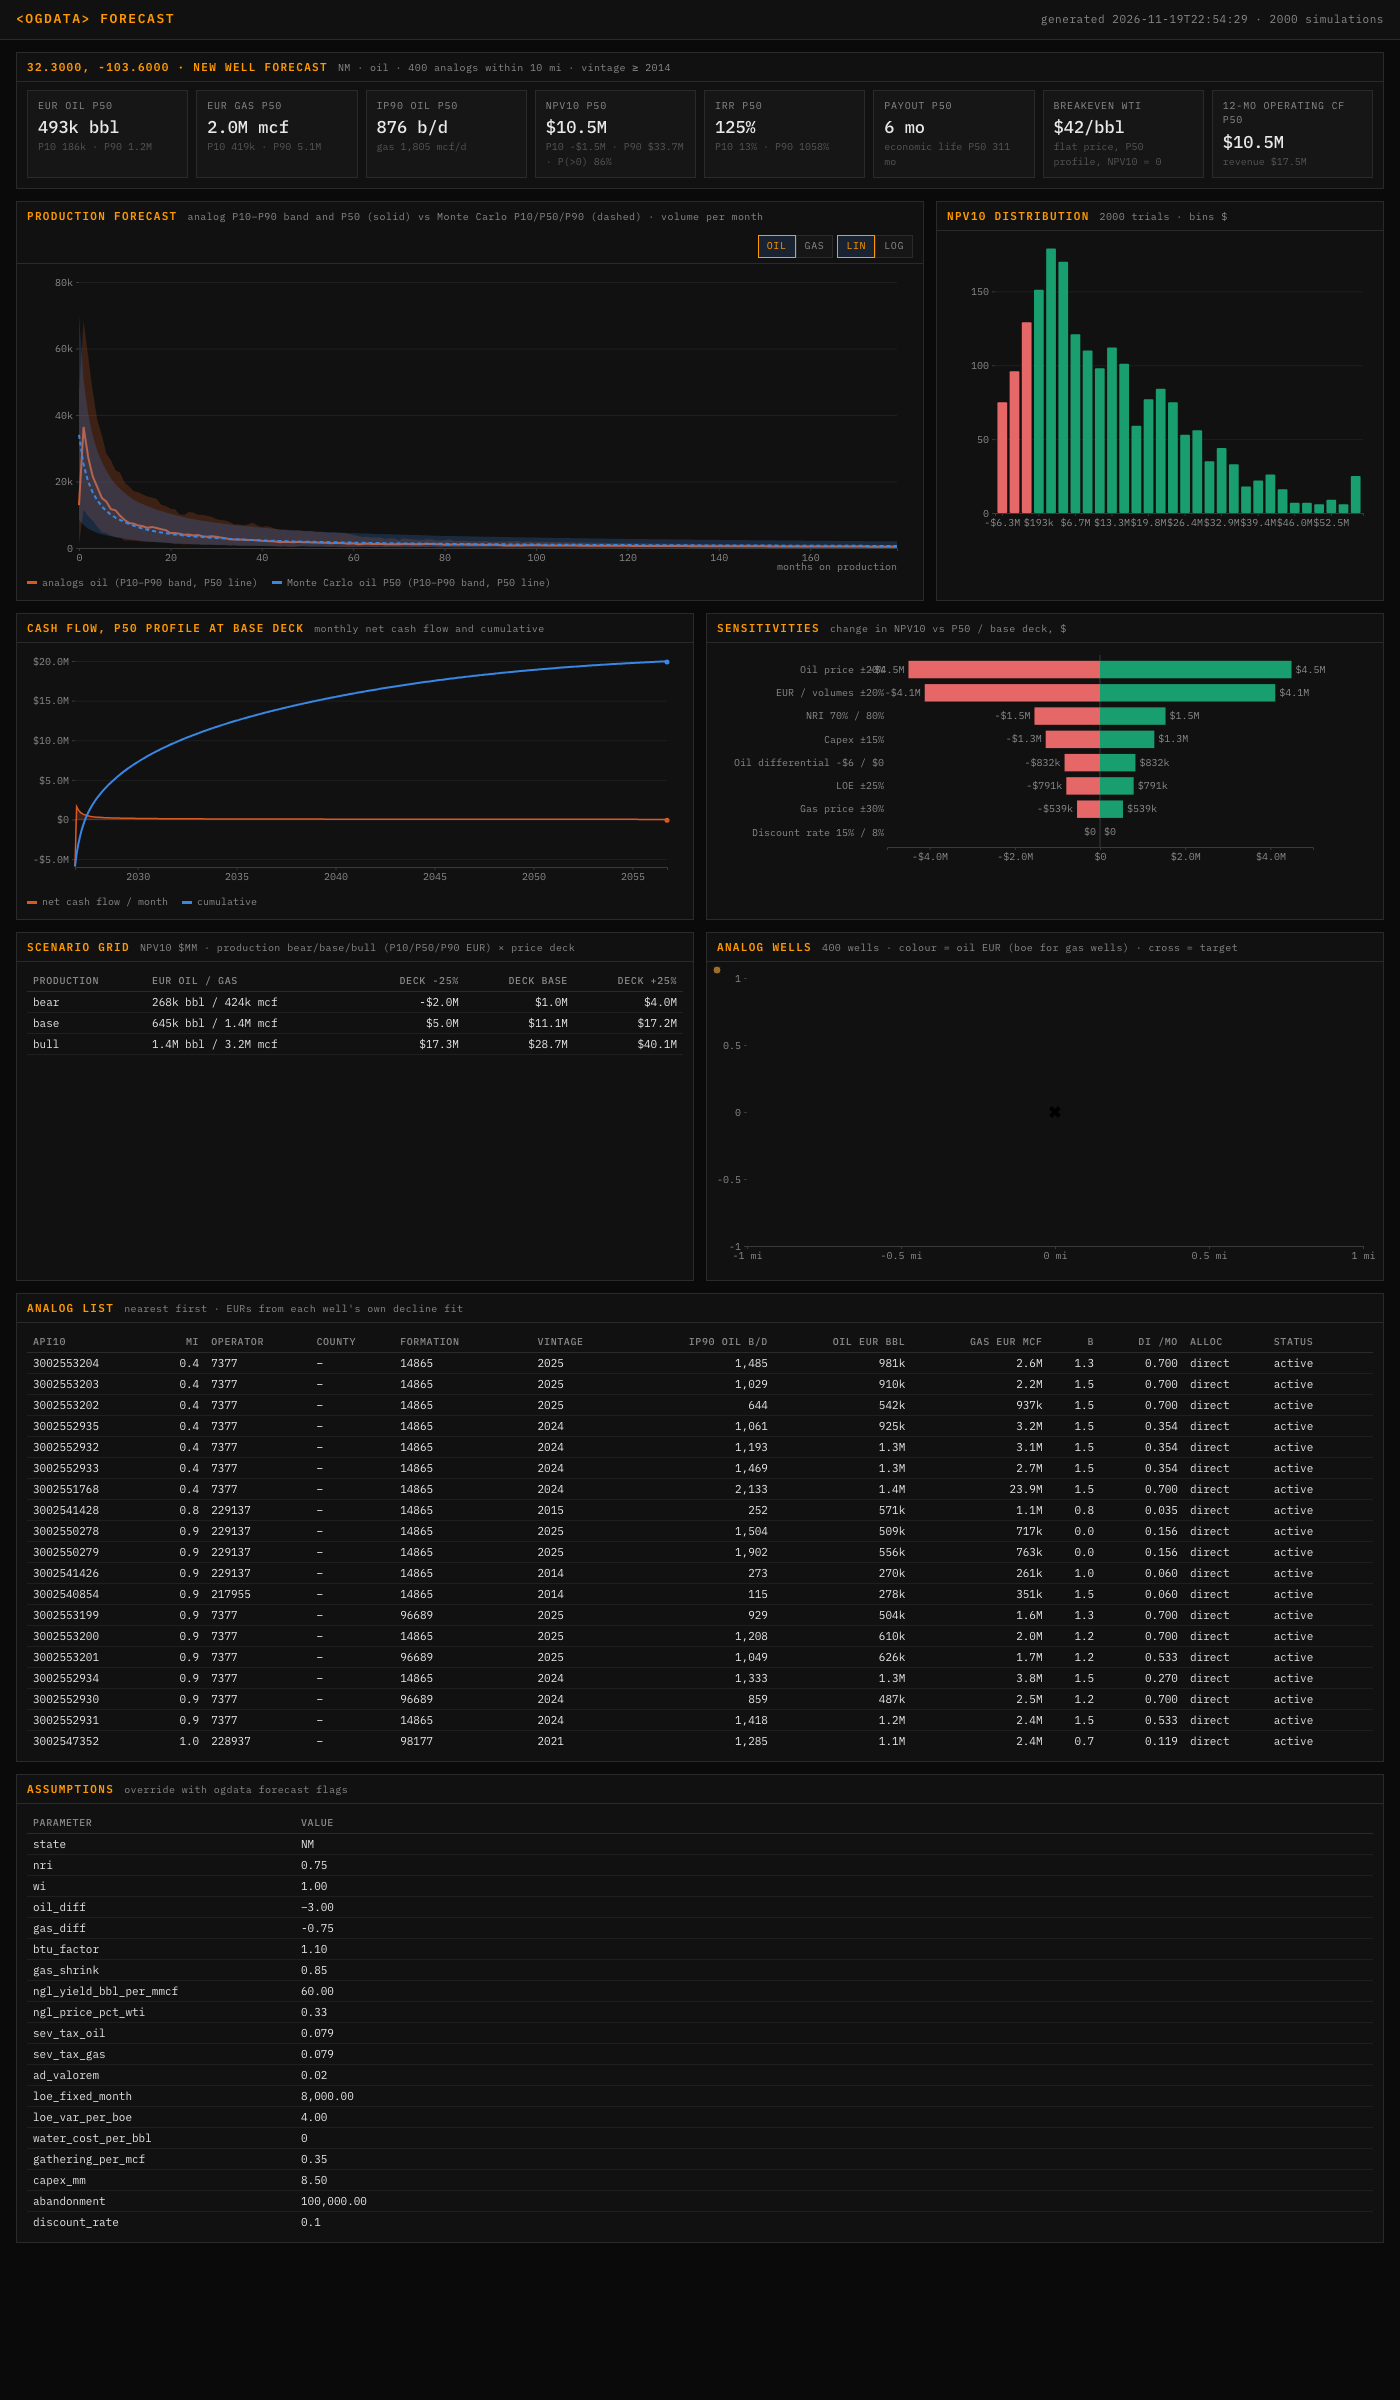 <OGDATA> FORECAST
generated 2026-11-19T22:54:29 · 2000 simulations
32.3000, -103.6000 · NEW WELL FORECAST NM · oil · 400 analogs within 10 mi · vintage ≥ 2014
EUR OIL P50
493k bbl
P10 186k · P90 1.2M
EUR GAS P50
2.0M mcf
P10 419k · P90 5.1M
IP90 OIL P50
876 b/d
gas 1,805 mcf/d
NPV10 P50
$10.5M
P10 -$1.5M · P90 $33.7M
· P(>0) 86%
IRR P50
125%
P10 13% · P90 1058%
PAYOUT P50
6 mo
economic life P50 311
mo
BREAKEVEN WTI
$42/bbl
flat price, P50
profile, NPV10 = 0
12-MO OPERATING CF
P50
$10.5M
revenue $17.5M
PRODUCTION FORECAST analog P10–P90 band and P50 (solid) vs Monte Carlo P10/P50/P90 (dashed) · volume per month
OIL GAS LIN LOG
80k
60k
40k
20k
0
0 20 40 60 80 100 120 140 160
months on production
analogs oil (P10–P90 band, P50 line) Monte Carlo oil P50 (P10–P90 band, P50 line)
NPV10 DISTRIBUTION 2000 trials · bins $
150
100
50
0
-$6.3M $193k $6.7M $13.3M $19.8M $26.4M $32.9M $39.4M $46.0M $52.5M
CASH FLOW, P50 PROFILE AT BASE DECK monthly net cash flow and cumulative
$20.0M
$15.0M
$10.0M
$5.0M
$0
-$5.0M
2030 2035 2040 2045 2050 2055
net cash flow / month cumulative
SENSITIVITIES change in NPV10 vs P50 / base deck, $
Oil price ±20% -$4.5M $4.5M
EUR / volumes ±20% -$4.1M $4.1M
NRI 70% / 80% -$1.5M $1.5M
Capex ±15% -$1.3M $1.3M
Oil differential -$6 / $0 -$832k $832k
LOE ±25% -$791k $791k
Gas price ±30% -$539k $539k
Discount rate 15% / 8% $0 $0
-$4.0M -$2.0M $0 $2.0M $4.0M
SCENARIO GRID NPV10 $MM · production bear/base/bull (P10/P50/P90 EUR) × price deck
PRODUCTION EUR OIL / GAS DECK -25% DECK BASE DECK +25%
bear 268k bbl / 424k mcf -$2.0M $1.0M $4.0M
base 645k bbl / 1.4M mcf $5.0M $11.1M $17.2M
bull 1.4M bbl / 3.2M mcf $17.3M $28.7M $40.1M
ANALOG WELLS 400 wells · colour = oil EUR (boe for gas wells) · cross = target
1
0.5
0
-0.5
-1
-1 mi -0.5 mi 0 mi 0.5 mi 1 mi
ANALOG LIST nearest first · EURs from each well's own decline fit
API10 MI OPERATOR COUNTY FORMATION VINTAGE IP90 OIL B/D OIL EUR BBL GAS EUR MCF B DI /MO ALLOC STATUS
3002553204 0.4 7377 – 14865 2025 1,485 981k 2.6M 1.3 0.700 direct active
3002553203 0.4 7377 – 14865 2025 1,029 910k 2.2M 1.5 0.700 direct active
3002553202 0.4 7377 – 14865 2025 644 542k 937k 1.5 0.700 direct active
3002552935 0.4 7377 – 14865 2024 1,061 925k 3.2M 1.5 0.354 direct active
3002552932 0.4 7377 – 14865 2024 1,193 1.3M 3.1M 1.5 0.354 direct active
3002552933 0.4 7377 – 14865 2024 1,469 1.3M 2.7M 1.5 0.354 direct active
3002551768 0.4 7377 – 14865 2024 2,133 1.4M 23.9M 1.5 0.700 direct active
3002541428 0.8 229137 – 14865 2015 252 571k 1.1M 0.8 0.035 direct active
3002550278 0.9 229137 – 14865 2025 1,504 509k 717k 0.0 0.156 direct active
3002550279 0.9 229137 – 14865 2025 1,902 556k 763k 0.0 0.156 direct active
3002541426 0.9 229137 – 14865 2014 273 270k 261k 1.0 0.060 direct active
3002540854 0.9 217955 – 14865 2014 115 278k 351k 1.5 0.060 direct active
3002553199 0.9 7377 – 96689 2025 929 504k 1.6M 1.3 0.700 direct active
3002553200 0.9 7377 – 14865 2025 1,208 610k 2.0M 1.2 0.700 direct active
3002553201 0.9 7377 – 96689 2025 1,049 626k 1.7M 1.2 0.533 direct active
3002552934 0.9 7377 – 14865 2024 1,333 1.3M 3.8M 1.5 0.270 direct active
3002552930 0.9 7377 – 96689 2024 859 487k 2.5M 1.2 0.700 direct active
3002552931 0.9 7377 – 14865 2024 1,418 1.2M 2.4M 1.5 0.533 direct active
3002547352 1.0 228937 – 98177 2021 1,285 1.1M 2.4M 0.7 0.119 direct active
ASSUMPTIONS override with ogdata forecast flags
PARAMETER VALUE
state NM
nri 0.75
wi 1.00
oil_diff -3.00
gas_diff -0.75
btu_factor 1.10
gas_shrink 0.85
ngl_yield_bbl_per_mmcf 60.00
ngl_price_pct_wti 0.33
sev_tax_oil 0.079
sev_tax_gas 0.079
ad_valorem 0.02
loe_fixed_month 8,000.00
loe_var_per_boe 4.00
water_cost_per_bbl 0
gathering_per_mcf 0.35
capex_mm 8.50
abandonment 100,000.00
discount_rate 0.1